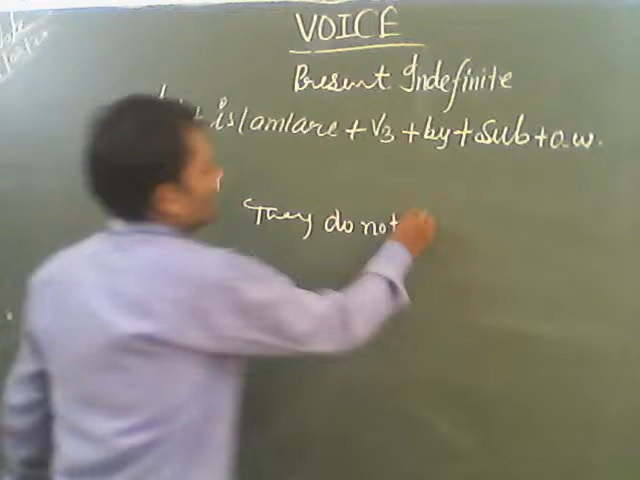 VOICE
Present Indefinite
is/am/are + V3 + by + Sub + o.w.
They do not